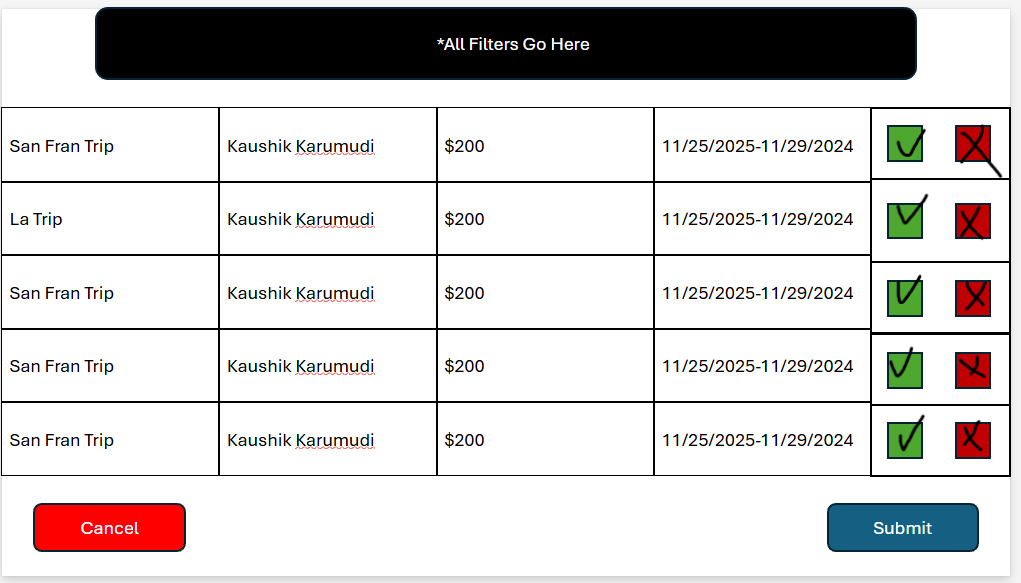 *All Filters Go Here
San Fran Trip Kaushik Karumudi $200 11/25/2025-11/29/2024
La Trip Kaushik Karumudi $200 11/25/2025-11/29/2024
San Fran Trip Kaushik Karumudi $200 11/25/2025-11/29/2024
San Fran Trip Kaushik Karumudi $200 11/25/2025-11/29/2024
San Fran Trip Kaushik Karumudi $200 11/25/2025-11/29/2024
Cancel Submit